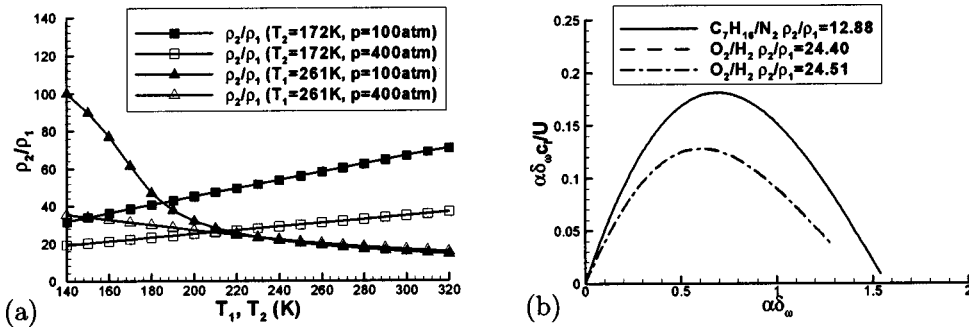 ρ₂/ρ₁
140
120
100
80
60
40
20
0
ρ₂/ρ₁ (T₂=172K, p=100atm)
ρ₂/ρ₁ (T₂=172K, p=400atm)
ρ₂/ρ₁ (T₁=261K, p=100atm)
ρ₂/ρ₁ (T₁=261K, p=400atm)
140 160 180 200 220 240 260 280 300 320
T₁, T₂ (K)
(a)
αδω cᵢ/U
0.25
0.2
0.15
0.1
0.05
0
C₇H₁₆/N₂ ρ₂/ρ₁=12.88
O₂/H₂ ρ₂/ρ₁=24.40
O₂/H₂ ρ₂/ρ₁=24.51
0 0.5 1 1.5 2
αδω
(b)